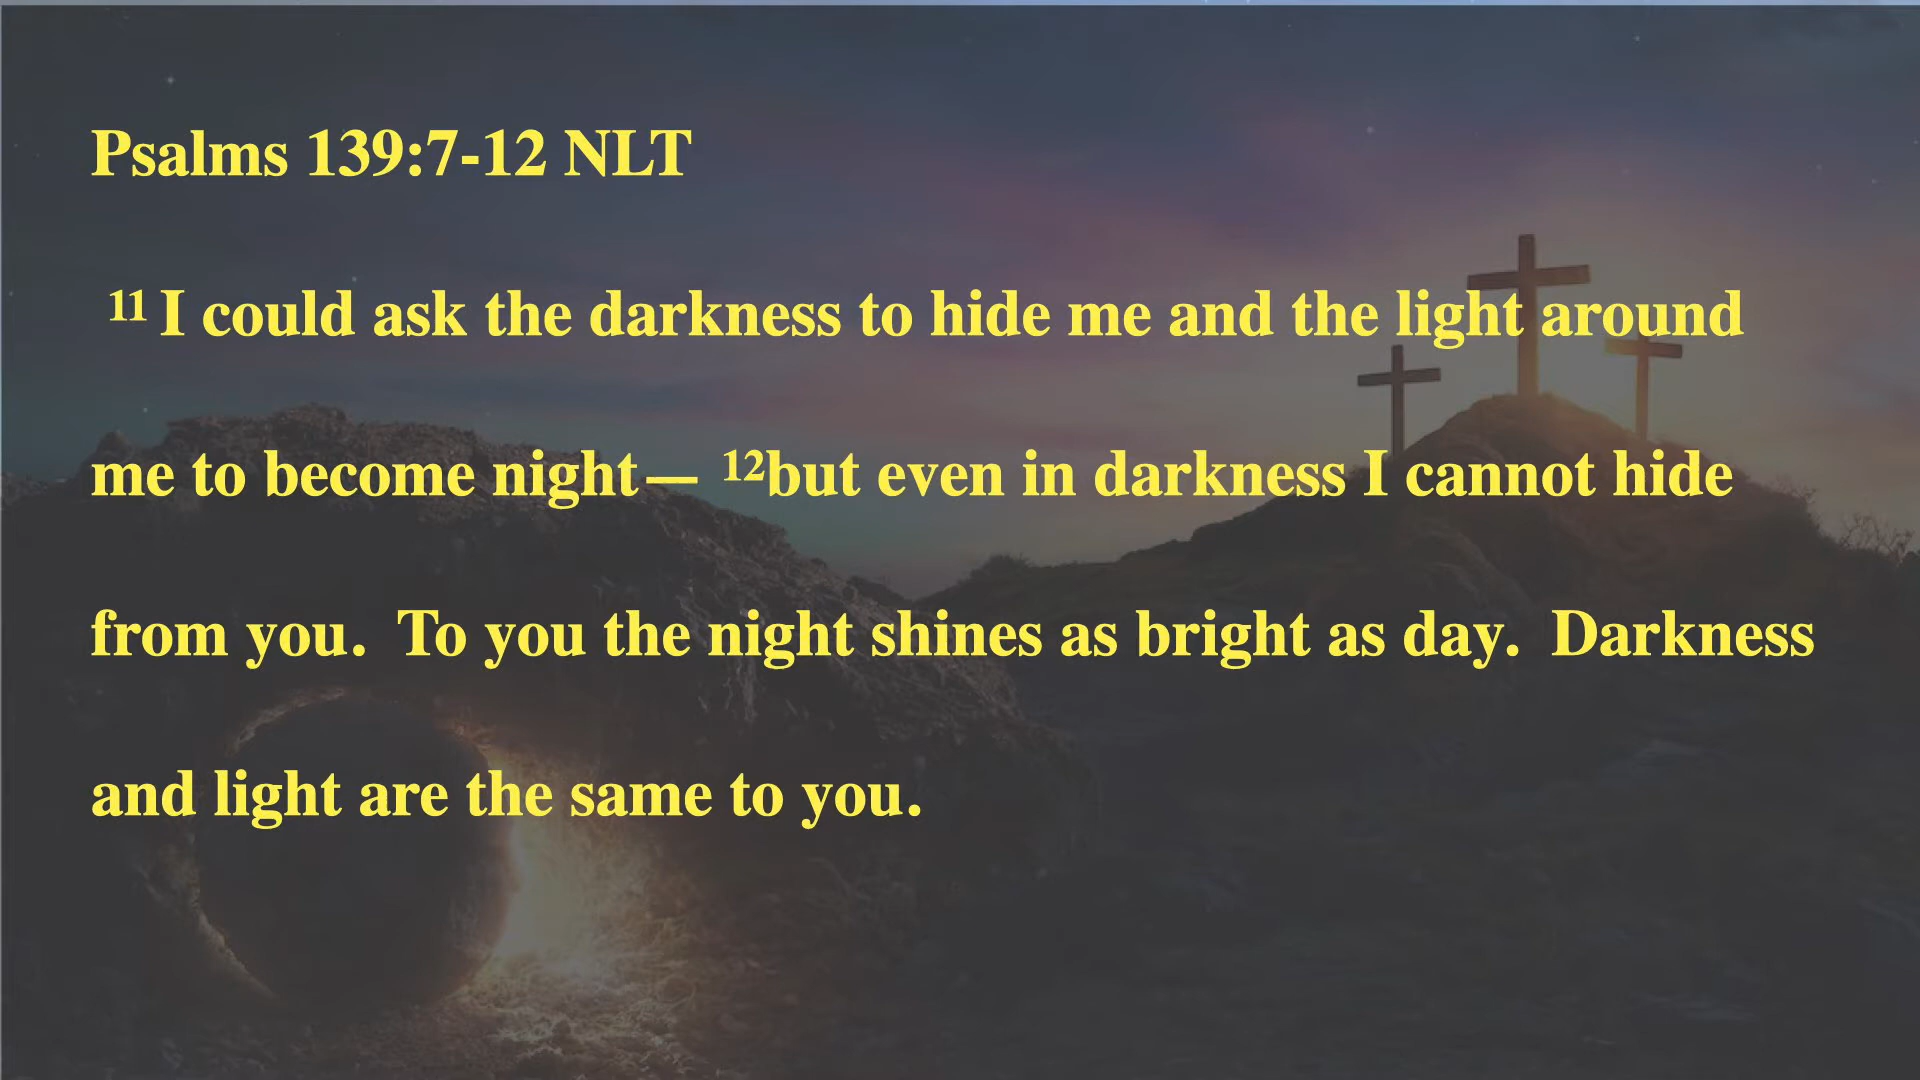 Psalms 139:7-12 NLT
¹¹ I could ask the darkness to hide me and the light around
me to become night— ¹²but even in darkness I cannot hide
from you.  To you the night shines as bright as day.  Darkness
and light are the same to you.